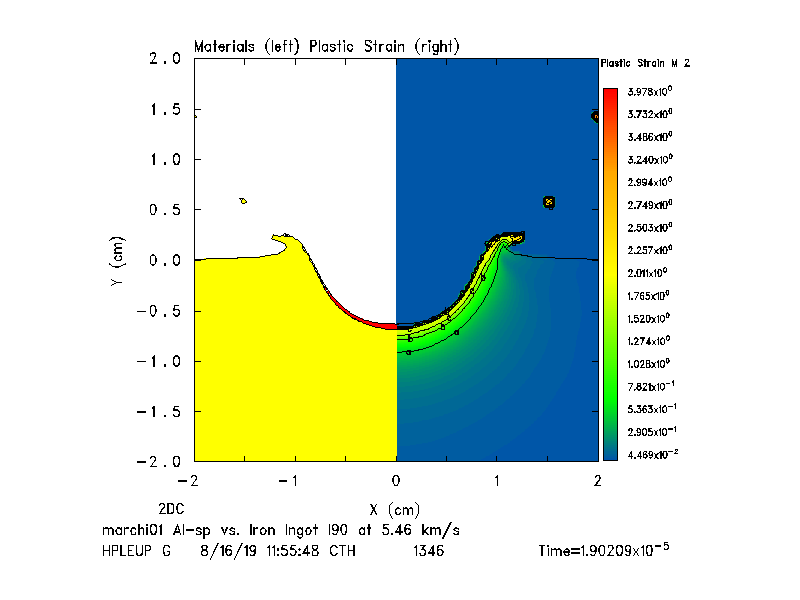 Materials (left) Plastic Strain (right)
Plastic Strain M 2
2.0
1.5
1.0
0.5
0.0
-0.5
-1.0
-1.5
-2.0
Y (cm)
3.978x10^0
3.732x10^0
3.486x10^0
3.240x10^0
2.994x10^0
2.749x10^0
2.503x10^0
2.257x10^0
2.011x10^0
1.765x10^0
1.520x10^0
1.274x10^0
1.028x10^0
7.821x10^-1
5.363x10^-1
2.905x10^-1
4.469x10^-2
-2 -1 0 1 2
2DC X (cm)
marchi01 Al-sp vs. Iron Ingot I90 at 5.46 km/s
HPLEUP G 8/16/19 11:55:48 CTH 1346 Time=1.90209x10^-5